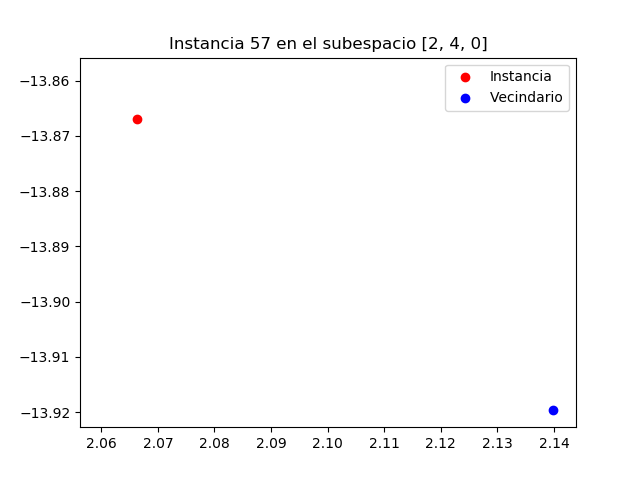 Instancia 57 en el subespacio [2, 4, 0]
Instancia
Vecindario
−13.86
−13.87
−13.88
−13.89
−13.90
−13.91
−13.92
2.06 2.07 2.08 2.09 2.10 2.11 2.12 2.13 2.14